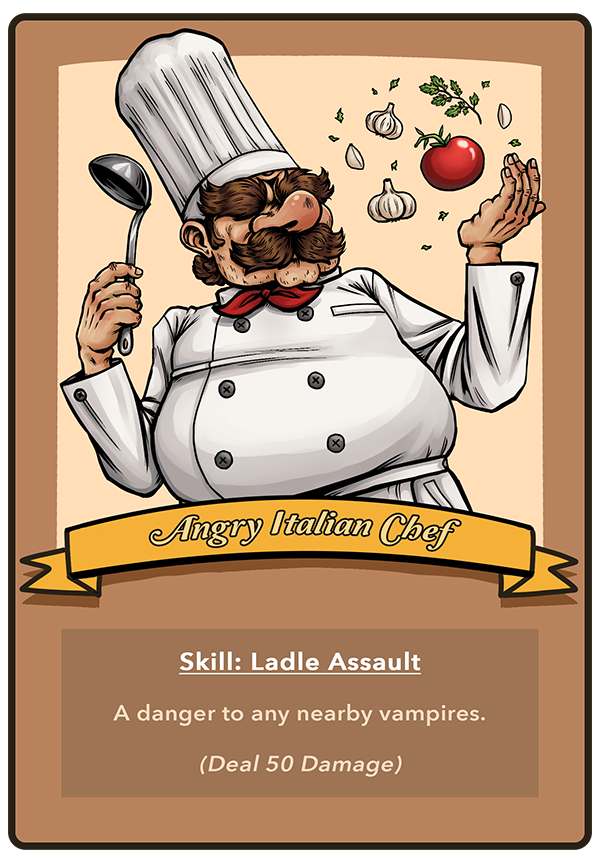 Angry Italian Chef
Skill: Ladle Assault
A danger to any nearby vampires.
(Deal 50 Damage)